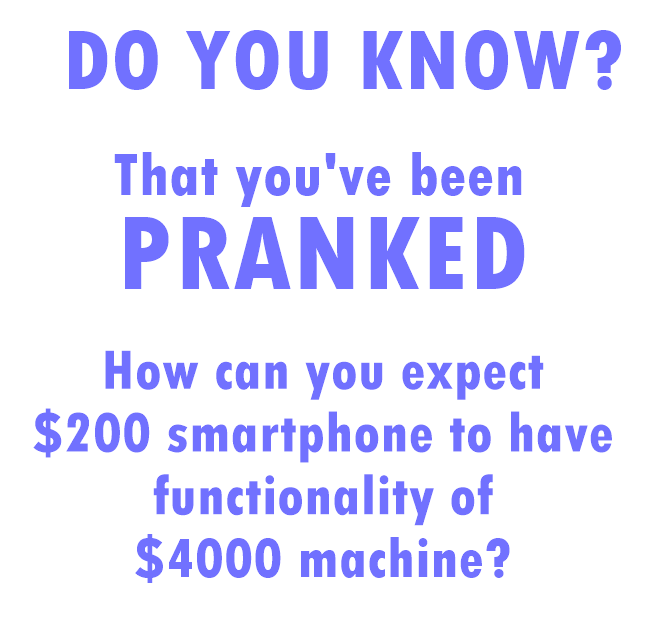 DO YOU KNOW?
That you've been
PRANKED
How can you expect
$200 smartphone to have
functionality of
$4000 machine?